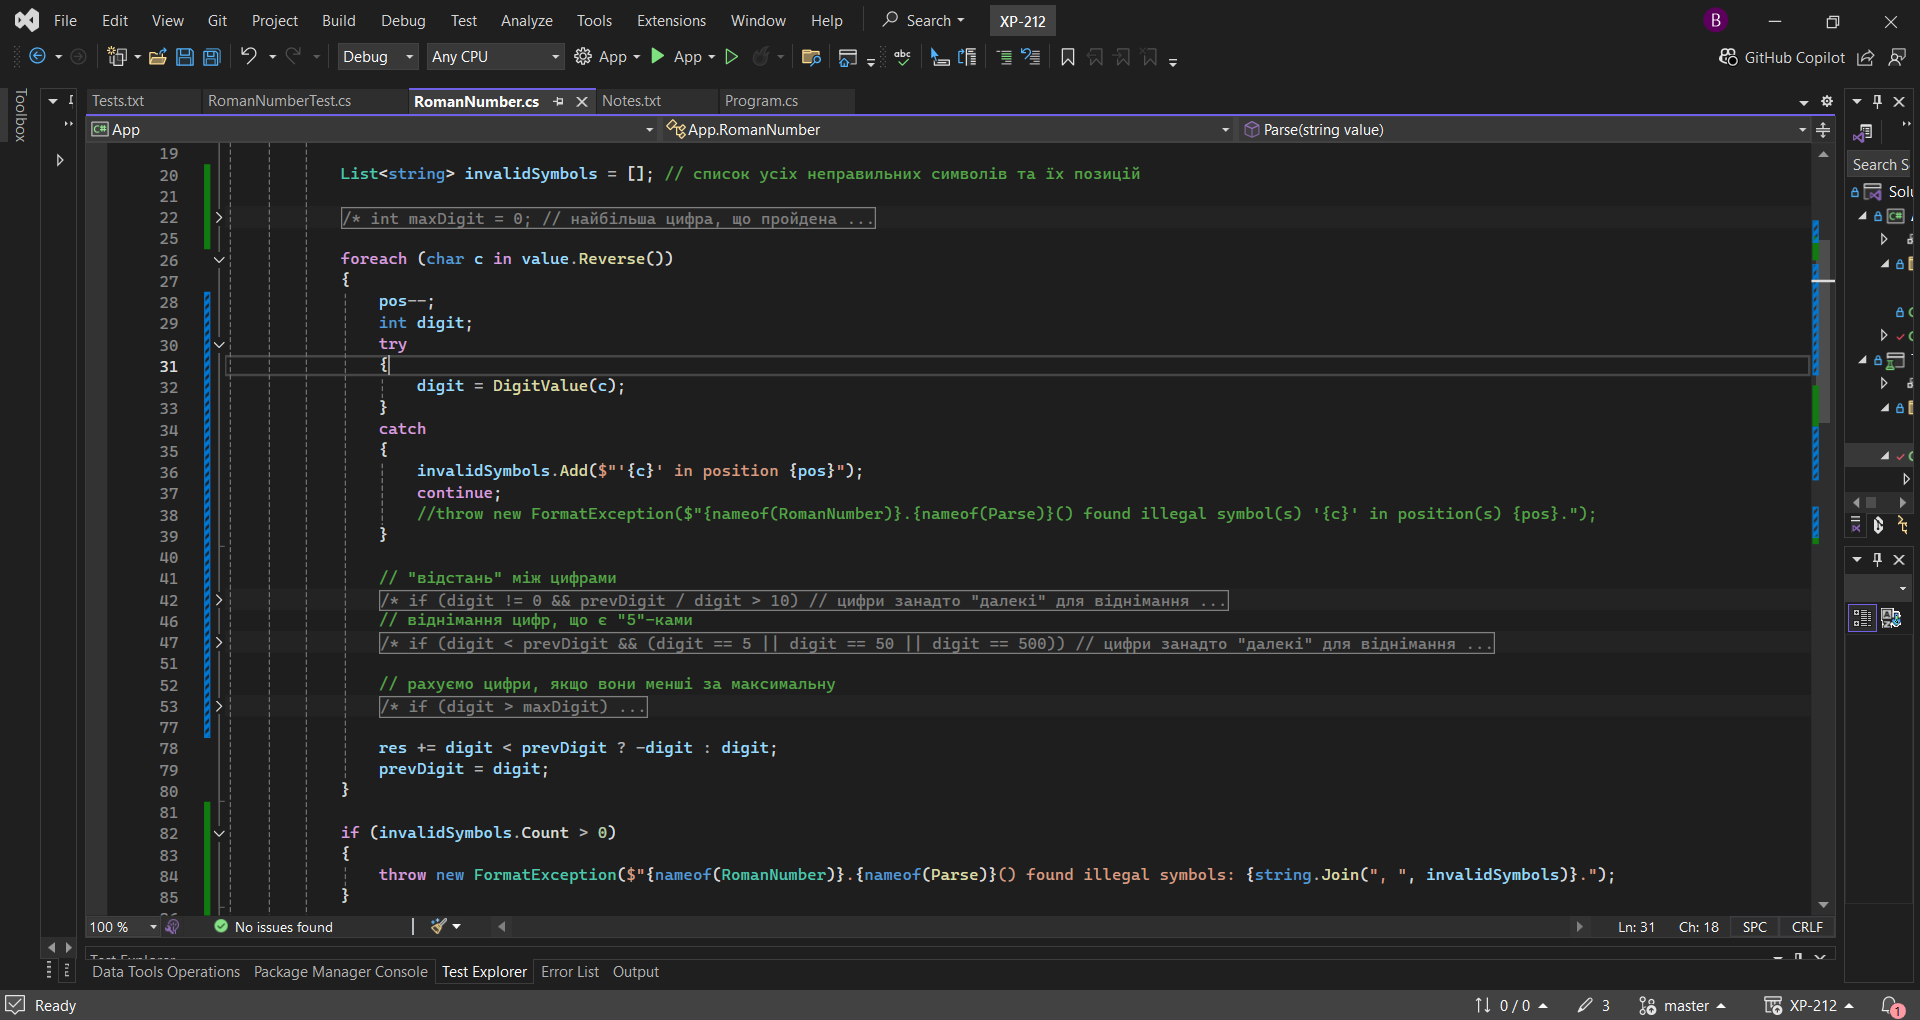 File Edit View Git Project Build Debug Test Analyze Tools Extensions Window Help Search XP-212 B
Debug Any CPU App App abc GitHub Copilot
Toolbox
Tests.txt RomanNumberTest.cs RomanNumber.cs Notes.txt Program.cs
C# App App.RomanNumber Parse(string value)
Search S
Solu
19
20 List<string> invalidSymbols = []; // список усіх неправильних символів та їх позицій
21
22 /* int maxDigit = 0; // найбільша цифра, що пройдена ...
25
26 foreach (char c in value.Reverse())
27 {
28 pos--;
29 int digit;
30 try
31 {
32 digit = DigitValue(c);
33 }
34 catch
35 {
36 invalidSymbols.Add($"'{c}' in position {pos}");
37 continue;
38 //throw new FormatException($"{nameof(RomanNumber)}.{nameof(Parse)}() found illegal symbol(s) '{c}' in position(s) {pos}.");
39 }
40
41 // "відстань" між цифрами
42 /* if (digit != 0 && prevDigit / digit > 10) // цифри занадто "далекі" для віднімання ...
46 // віднімання цифр, що є "5"-ками
47 /* if (digit < prevDigit && (digit == 5 || digit == 50 || digit == 500)) // цифри занадто "далекі" для віднімання ...
51
52 // рахуємо цифри, якщо вони менші за максимальну
53 /* if (digit > maxDigit) ...
77
78 res += digit < prevDigit ? -digit : digit;
79 prevDigit = digit;
80 }
81
82 if (invalidSymbols.Count > 0)
83 {
84 throw new FormatException($"{nameof(RomanNumber)}.{nameof(Parse)}() found illegal symbols: {string.Join(", ", invalidSymbols)}.");
85 }
100 % No issues found Ln: 31 Ch: 18 SPC CRLF
Test Explorer
Data Tools Operations Package Manager Console Test Explorer Error List Output
Ready 0 / 0 3 master XP-212 1